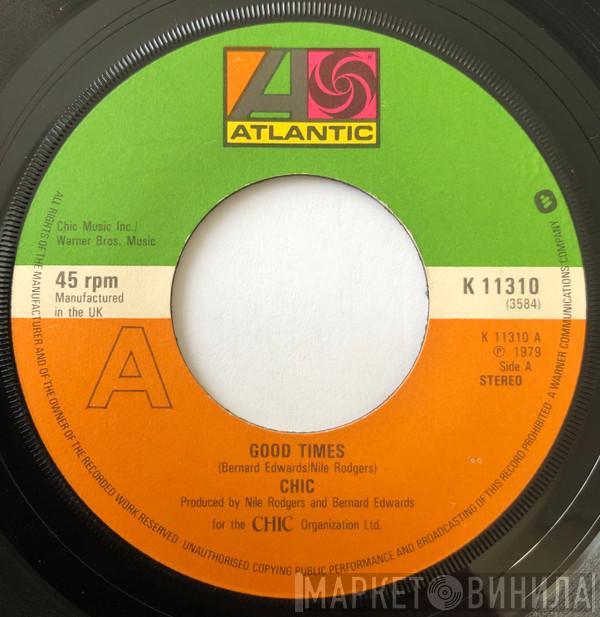 ATLANTIC
Chic Music Inc./
Warner Bros. Music
45 rpm
Manufactured
in the UK
A
K 11310
(3584)
K 11310 A
℗ 1979
Side A
STEREO
GOOD TIMES
(Bernard Edwards/Nile Rodgers)
CHIC
Produced by Nile Rodgers and Bernard Edwards
for the CHIC Organization Ltd.
ALL RIGHTS OF THE MANUFACTURER AND OF THE OWNER OF THE RECORDED WORK RESERVED. UNAUTHORISED COPYING PUBLIC PERFORMANCE AND BROADCASTING OF THIS RECORD PROHIBITED. A WARNER COMMUNICATIONS COMPANY
МАРКЕТ ВИНИЛА